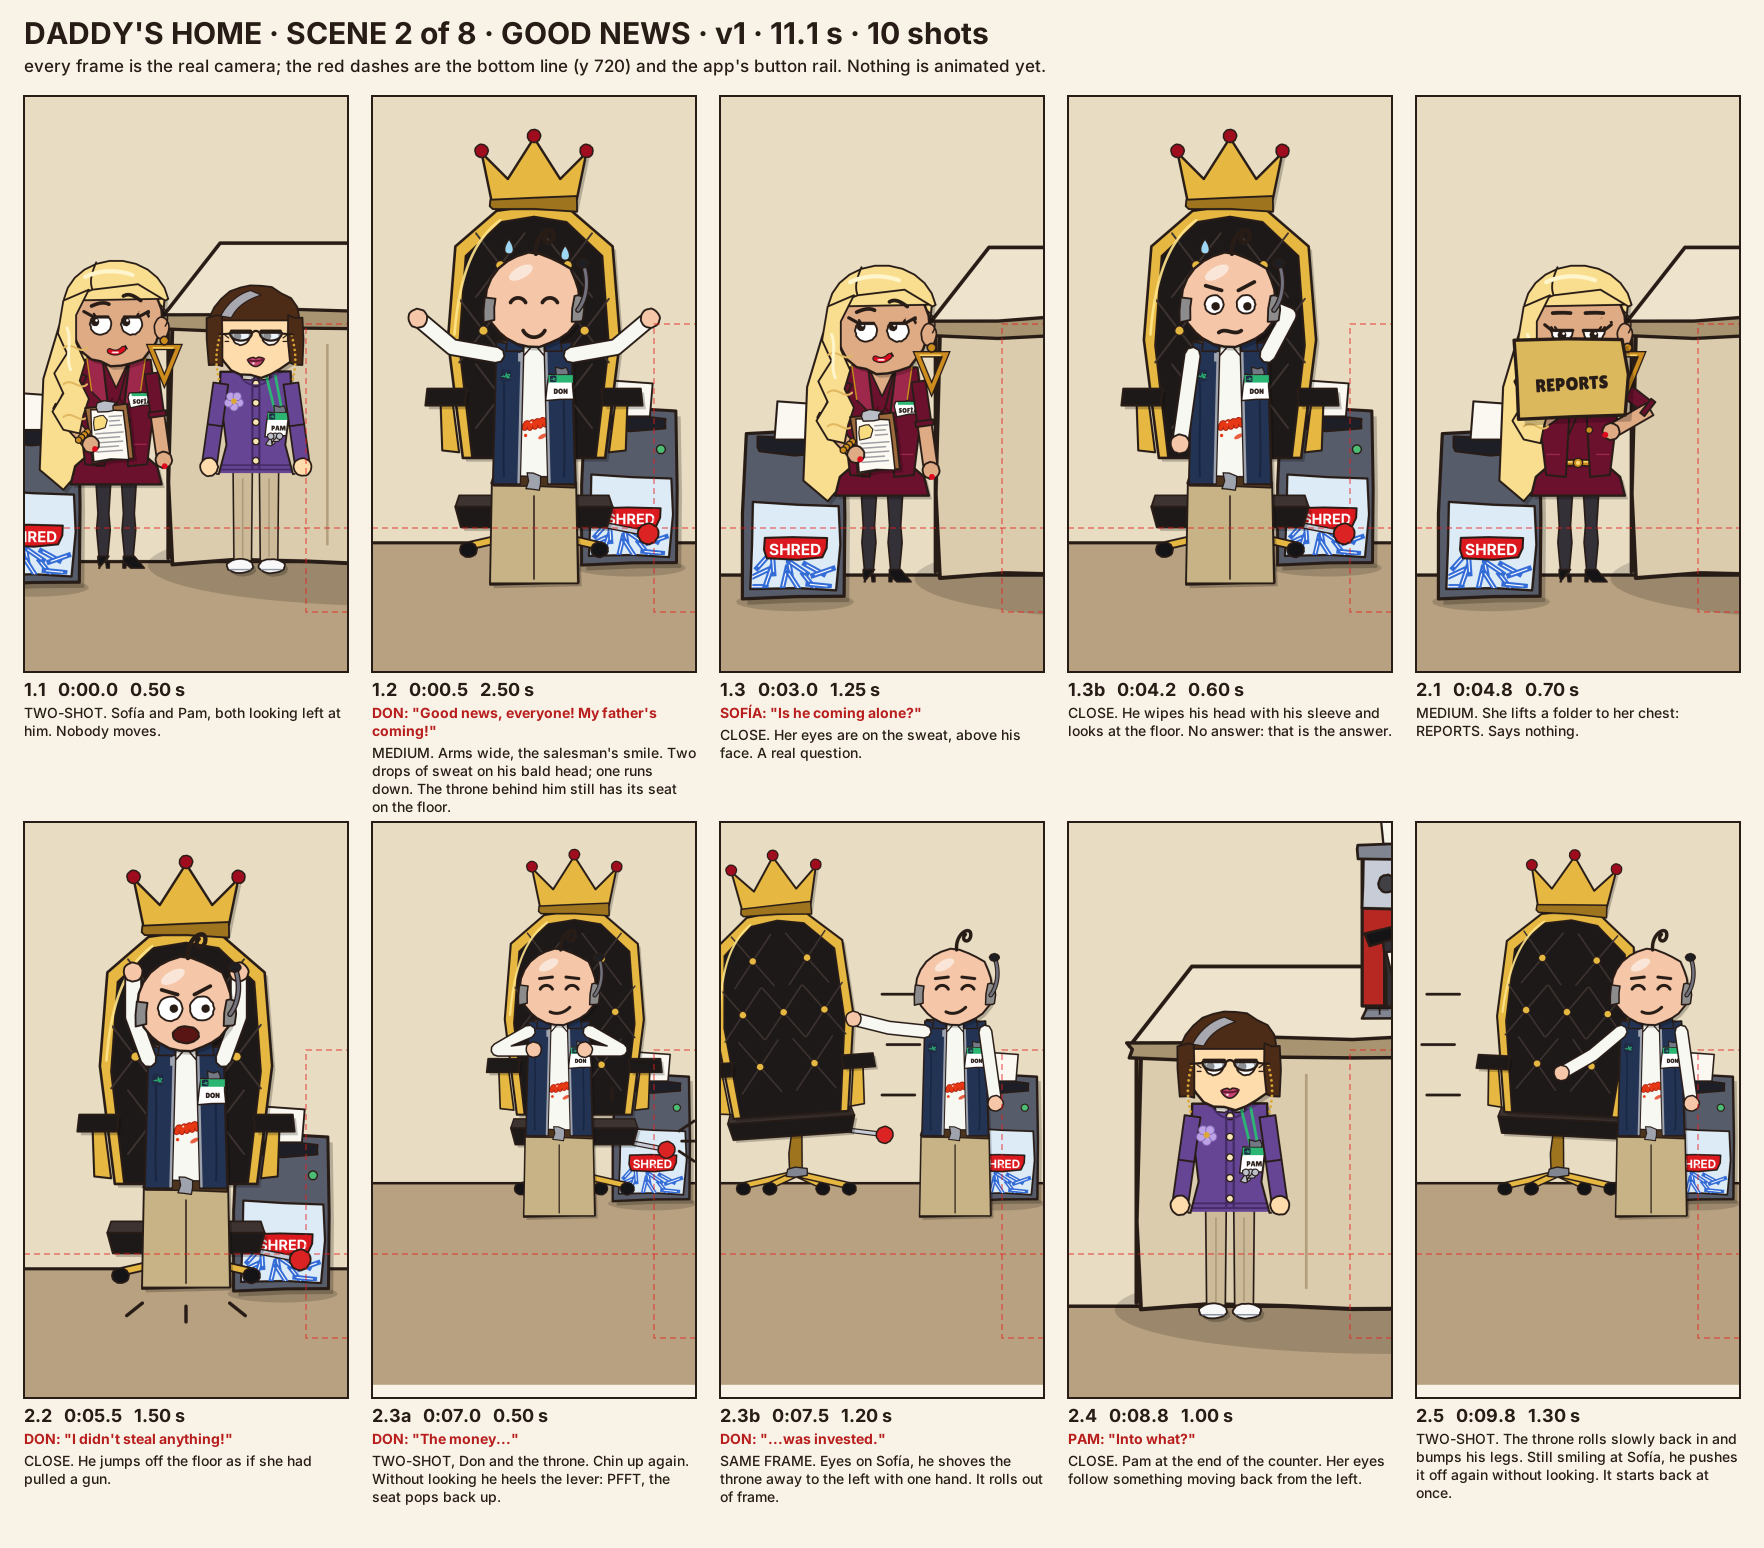 DADDY'S HOME · SCENE 2 of 8 · GOOD NEWS · v1 · 11.1 s · 10 shots
every frame is the real camera; the red dashes are the bottom line (y 720) and the app's button rail. Nothing is animated yet.
SOFÍ
PAM
HRED
1.1 0:00.0 0.50 s
TWO-SHOT. Sofía and Pam, both looking left at
him. Nobody moves.
DON
SHRED
1.2 0:00.5 2.50 s
DON: "Good news, everyone! My father's
coming!"
MEDIUM. Arms wide, the salesman's smile. Two
drops of sweat on his bald head; one runs
down. The throne behind him still has its seat
on the floor.
SOFÍ
SHRED
1.3 0:03.0 1.25 s
SOFÍA: "Is he coming alone?"
CLOSE. Her eyes are on the sweat, above his
face. A real question.
DON
SHRED
1.3b 0:04.2 0.60 s
CLOSE. He wipes his head with his sleeve and
looks at the floor. No answer: that is the answer.
REPORTS
SHRED
2.1 0:04.8 0.70 s
MEDIUM. She lifts a folder to her chest:
REPORTS. Says nothing.
DON
SHRED
2.2 0:05.5 1.50 s
DON: "I didn't steal anything!"
CLOSE. He jumps off the floor as if she had
pulled a gun.
DON
SHRED
2.3a 0:07.0 0.50 s
DON: "The money..."
TWO-SHOT, Don and the throne. Chin up again.
Without looking he heels the lever: PFFT, the
seat pops back up.
DON
HRED
2.3b 0:07.5 1.20 s
DON: "...was invested."
SAME FRAME. Eyes on Sofía, he shoves the
throne away to the left with one hand. It rolls out
of frame.
PAM
2.4 0:08.8 1.00 s
PAM: "Into what?"
CLOSE. Pam at the end of the counter. Her eyes
follow something moving back from the left.
DON
HRED
2.5 0:09.8 1.30 s
TWO-SHOT. The throne rolls slowly back in and
bumps his legs. Still smiling at Sofía, he pushes
it off again without looking. It starts back at
once.